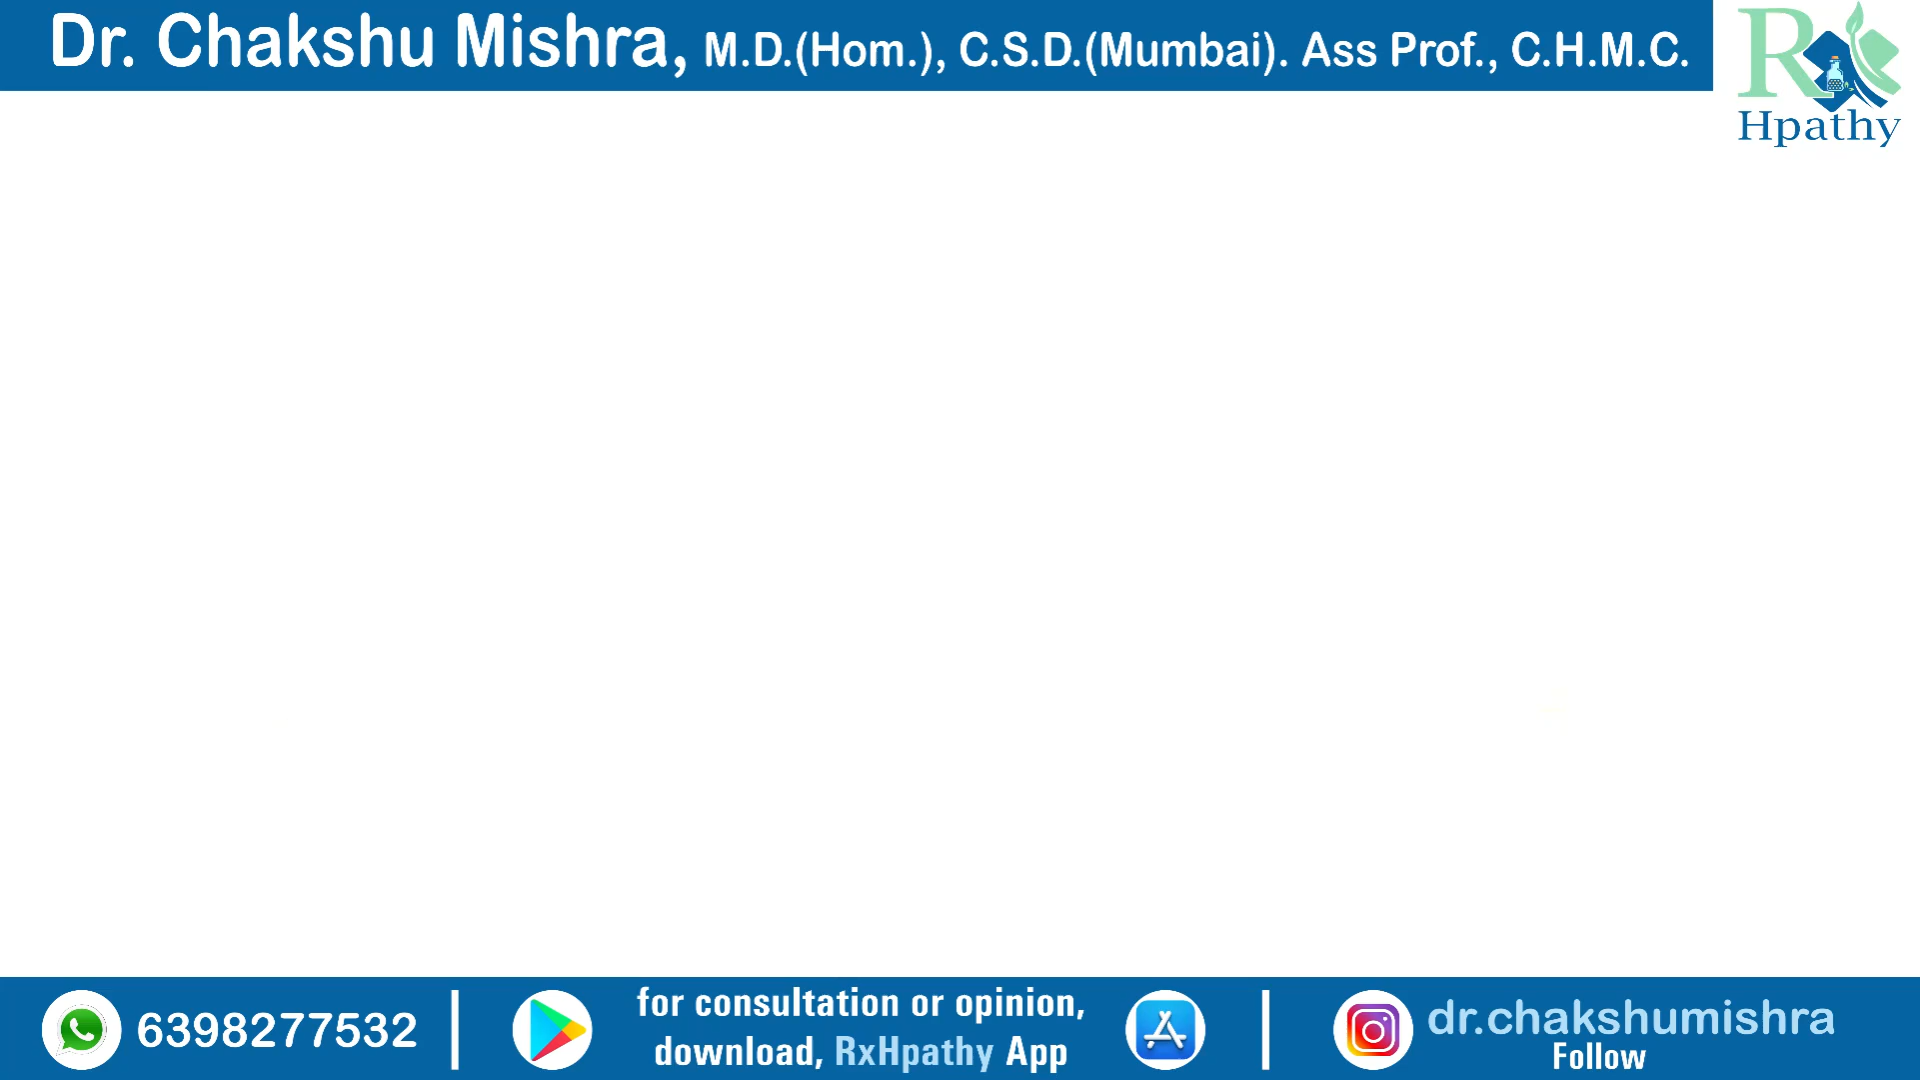 Dr. Chakshu Mishra, M.D.(Hom.), C.S.D.(Mumbai). Ass Prof., C.H.M.C.
Rx
Hpathy
6398277532
for consultation or opinion,
download, RxHpathy App
dr.chakshumishra
Follow